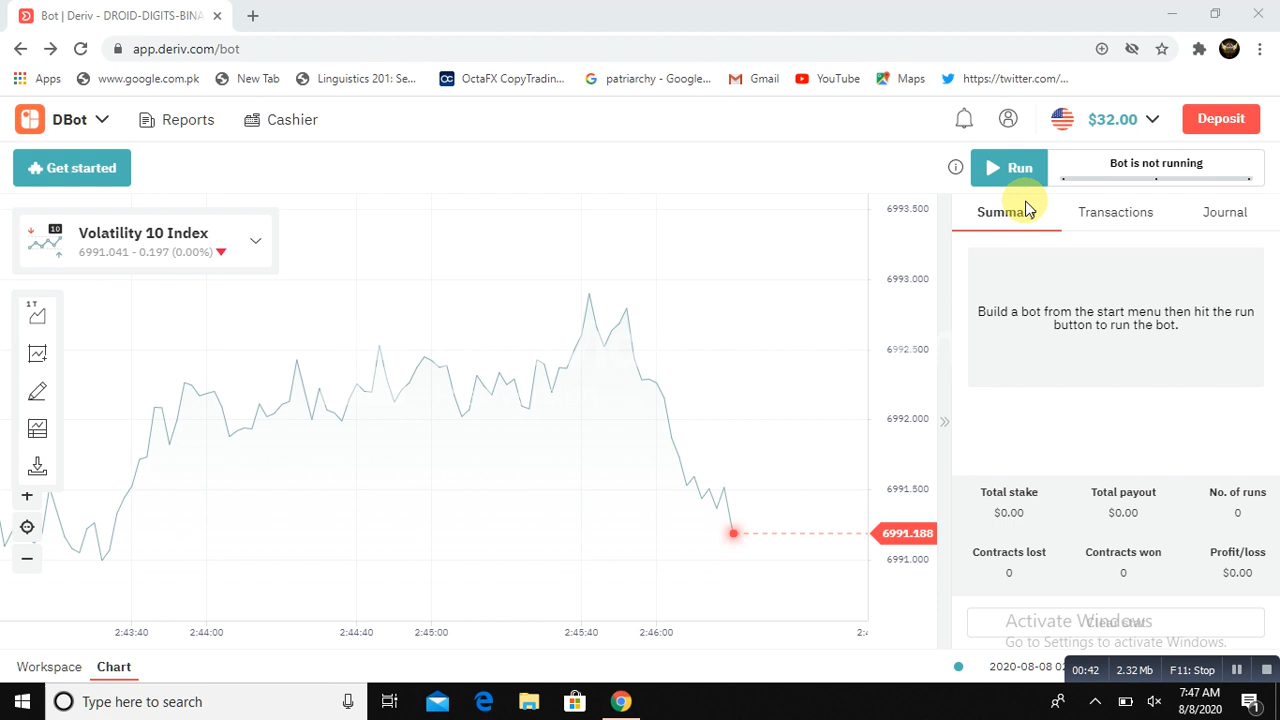 Bot | Deriv - DROID-DIGITS-BINA
app.deriv.com/bot
Apps www.google.com.pk New Tab Linguistics 201: Se... OctaFX CopyTradin... patriarchy - Google... Gmail YouTube Maps https://twitter.com/...
DBot Reports Cashier $32.00 Deposit
Get started Run Bot is not running
Summary Transactions Journal
10 Volatility 10 Index
6991.041 - 0.197 (0.00%)
1 T
6993.500
6993.000
6992.500
6992.000
6991.500
6991.188
6991.000
2:43:40 2:44:00 2:44:40 2:45:00 2:45:40 2:46:00
Build a bot from the start menu then hit the run
button to run the bot.
Total stake Total payout No. of runs
$0.00 $0.00 0
Contracts lost Contracts won Profit/loss
0 0 $0.00
Clear stat
Activate Windows
Go to Settings to activate Windows.
Workspace Chart 2020-08-08
00:42 2.32 Mb F11: Stop
Type here to search
7:47 AM
8/8/2020
1